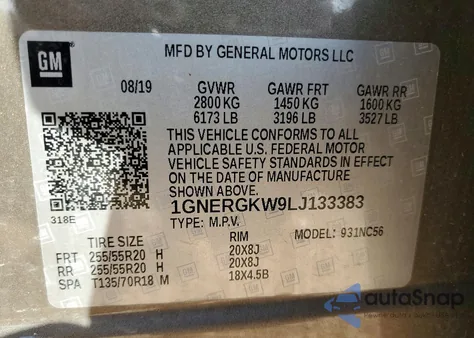 GM
MFD BY GENERAL MOTORS LLC
08/19 GVWR GAWR FRT GAWR RR
2800 KG 1450 KG 1600 KG
6173 LB 3196 LB 3527 LB
THIS VEHICLE CONFORMS TO ALL
APPLICABLE U.S. FEDERAL MOTOR
VEHICLE SAFETY STANDARDS IN EFFECT
ON THE DATE OF MANUFACTURE
SHOWN ABOVE.
1GNERGKW9LJ133383
318E TYPE: M.P.V. MODEL: 931NC56
TIRE SIZE RIM
FRT 255/55R20 H 20X8J
RR 255/55R20 H 20X8J
SPA T135/70R18 M 18X4.5B
autoSnap